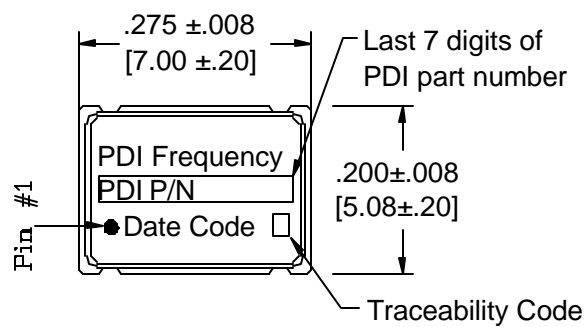 .275 ±.008
[7.00 ±.20]
Last 7 digits of
PDI part number
PDI Frequency
PDI P/N
Date Code
Pin #1
.200±.008
[5.08±.20]
Traceability Code